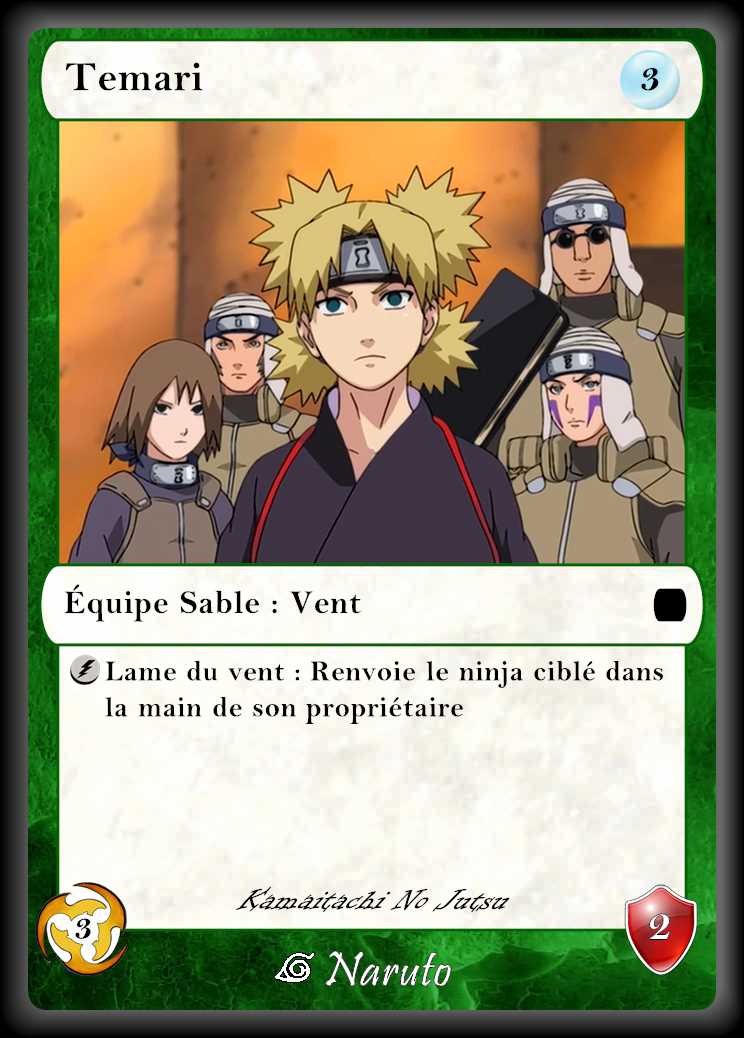 Temari
3
Équipe Sable : Vent
Lame du vent : Renvoie le ninja ciblé dans
la main de son propriétaire
Kamaitachi No Jutsu
3
2
Naruto